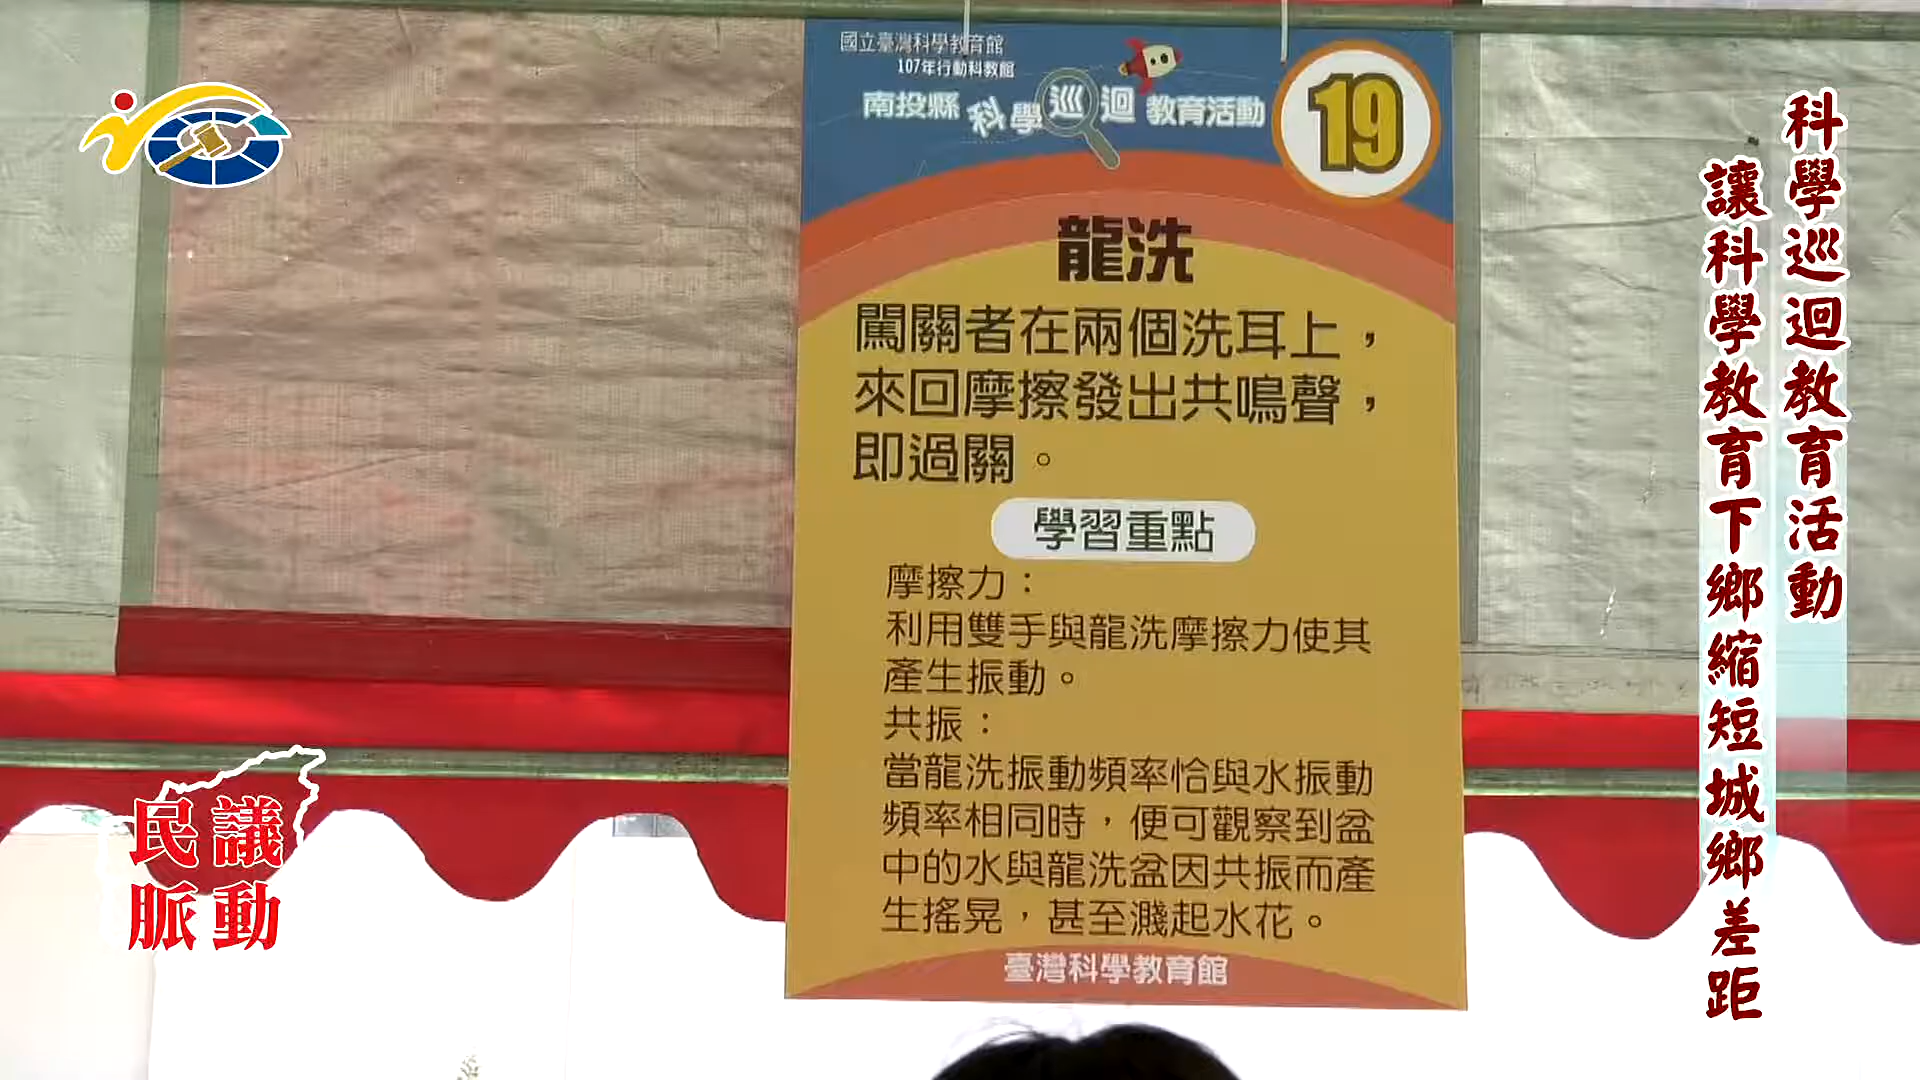 國立臺灣科學教育館
107年行動科教館
南投縣科學巡迴教育活動
19
龍洗
闖關者在兩個洗耳上，
來回摩擦發出共鳴聲，
即過關。
學習重點
摩擦力：
利用雙手與龍洗摩擦力使其
產生振動。
共振：
當龍洗振動頻率恰與水振動
頻率相同時，便可觀察到盆
中的水與龍洗盆因共振而產
生搖晃，甚至濺起水花。
臺灣科學教育館
科學巡迴教育活動
讓科學教育下鄉縮短城鄉差距
民議
脈動